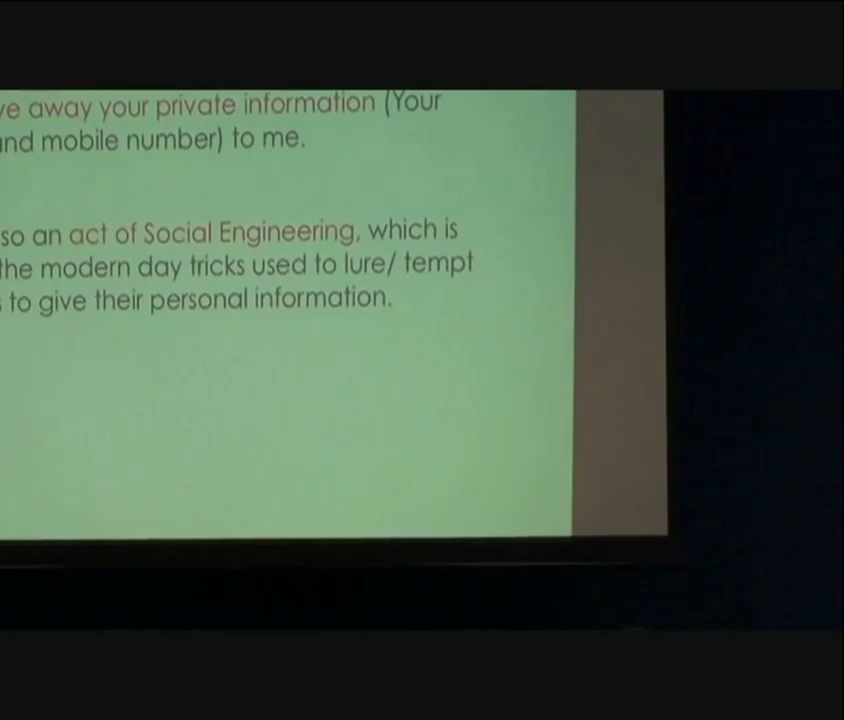 ve away your private information (Your
and mobile number) to me.
so an act of Social Engineering, which is
the modern day tricks used to lure/ tempt
to give their personal information.